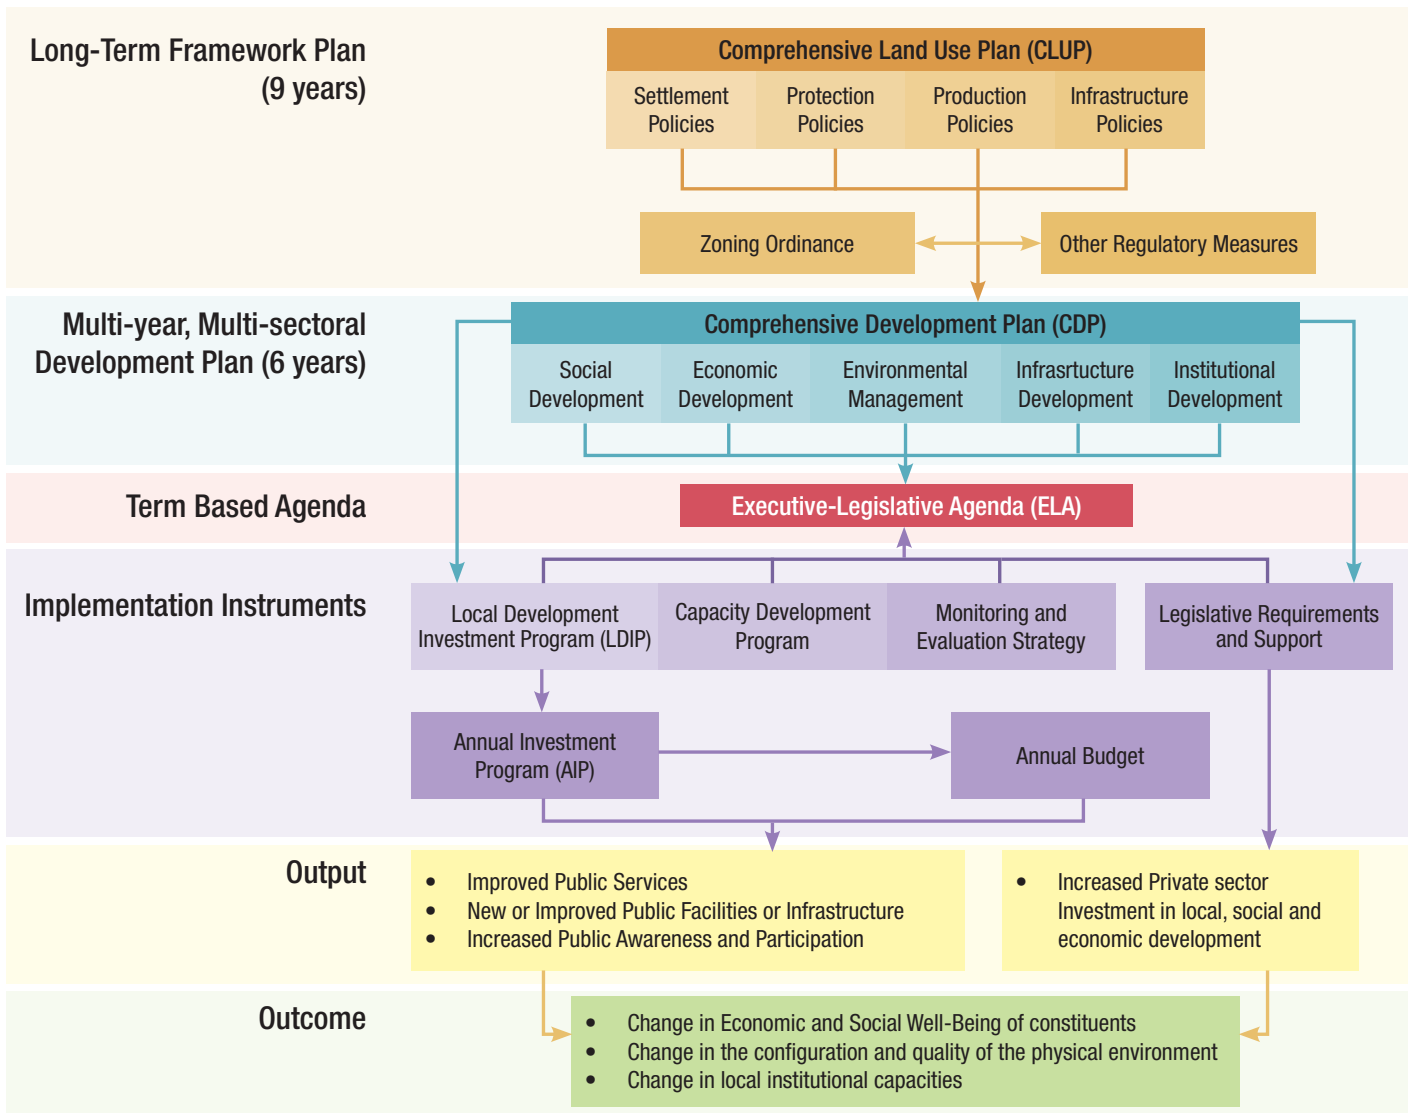 Long-Term Framework Plan
(9 years)
Comprehensive Land Use Plan (CLUP)
Settlement
Policies
Protection
Policies
Production
Policies
Infrastructure
Policies
Zoning Ordinance
Other Regulatory Measures
Multi-year, Multi-sectoral
Development Plan (6 years)
Comprehensive Development Plan (CDP)
Social
Development
Economic
Development
Environmental
Management
Infrasrtucture
Development
Institutional
Development
Term Based Agenda
Executive-Legislative Agenda (ELA)
Implementation Instruments
Local Development
Investment Program (LDIP)
Capacity Development
Program
Monitoring and
Evaluation Strategy
Legislative Requirements
and Support
Annual Investment
Program (AIP)
Annual Budget
Output
• Improved Public Services
• New or Improved Public Facilities or Infrastructure
• Increased Public Awareness and Participation
• Increased Private sector
Investment in local, social and
economic development
Outcome
• Change in Economic and Social Well-Being of constituents
• Change in the configuration and quality of the physical environment
• Change in local institutional capacities